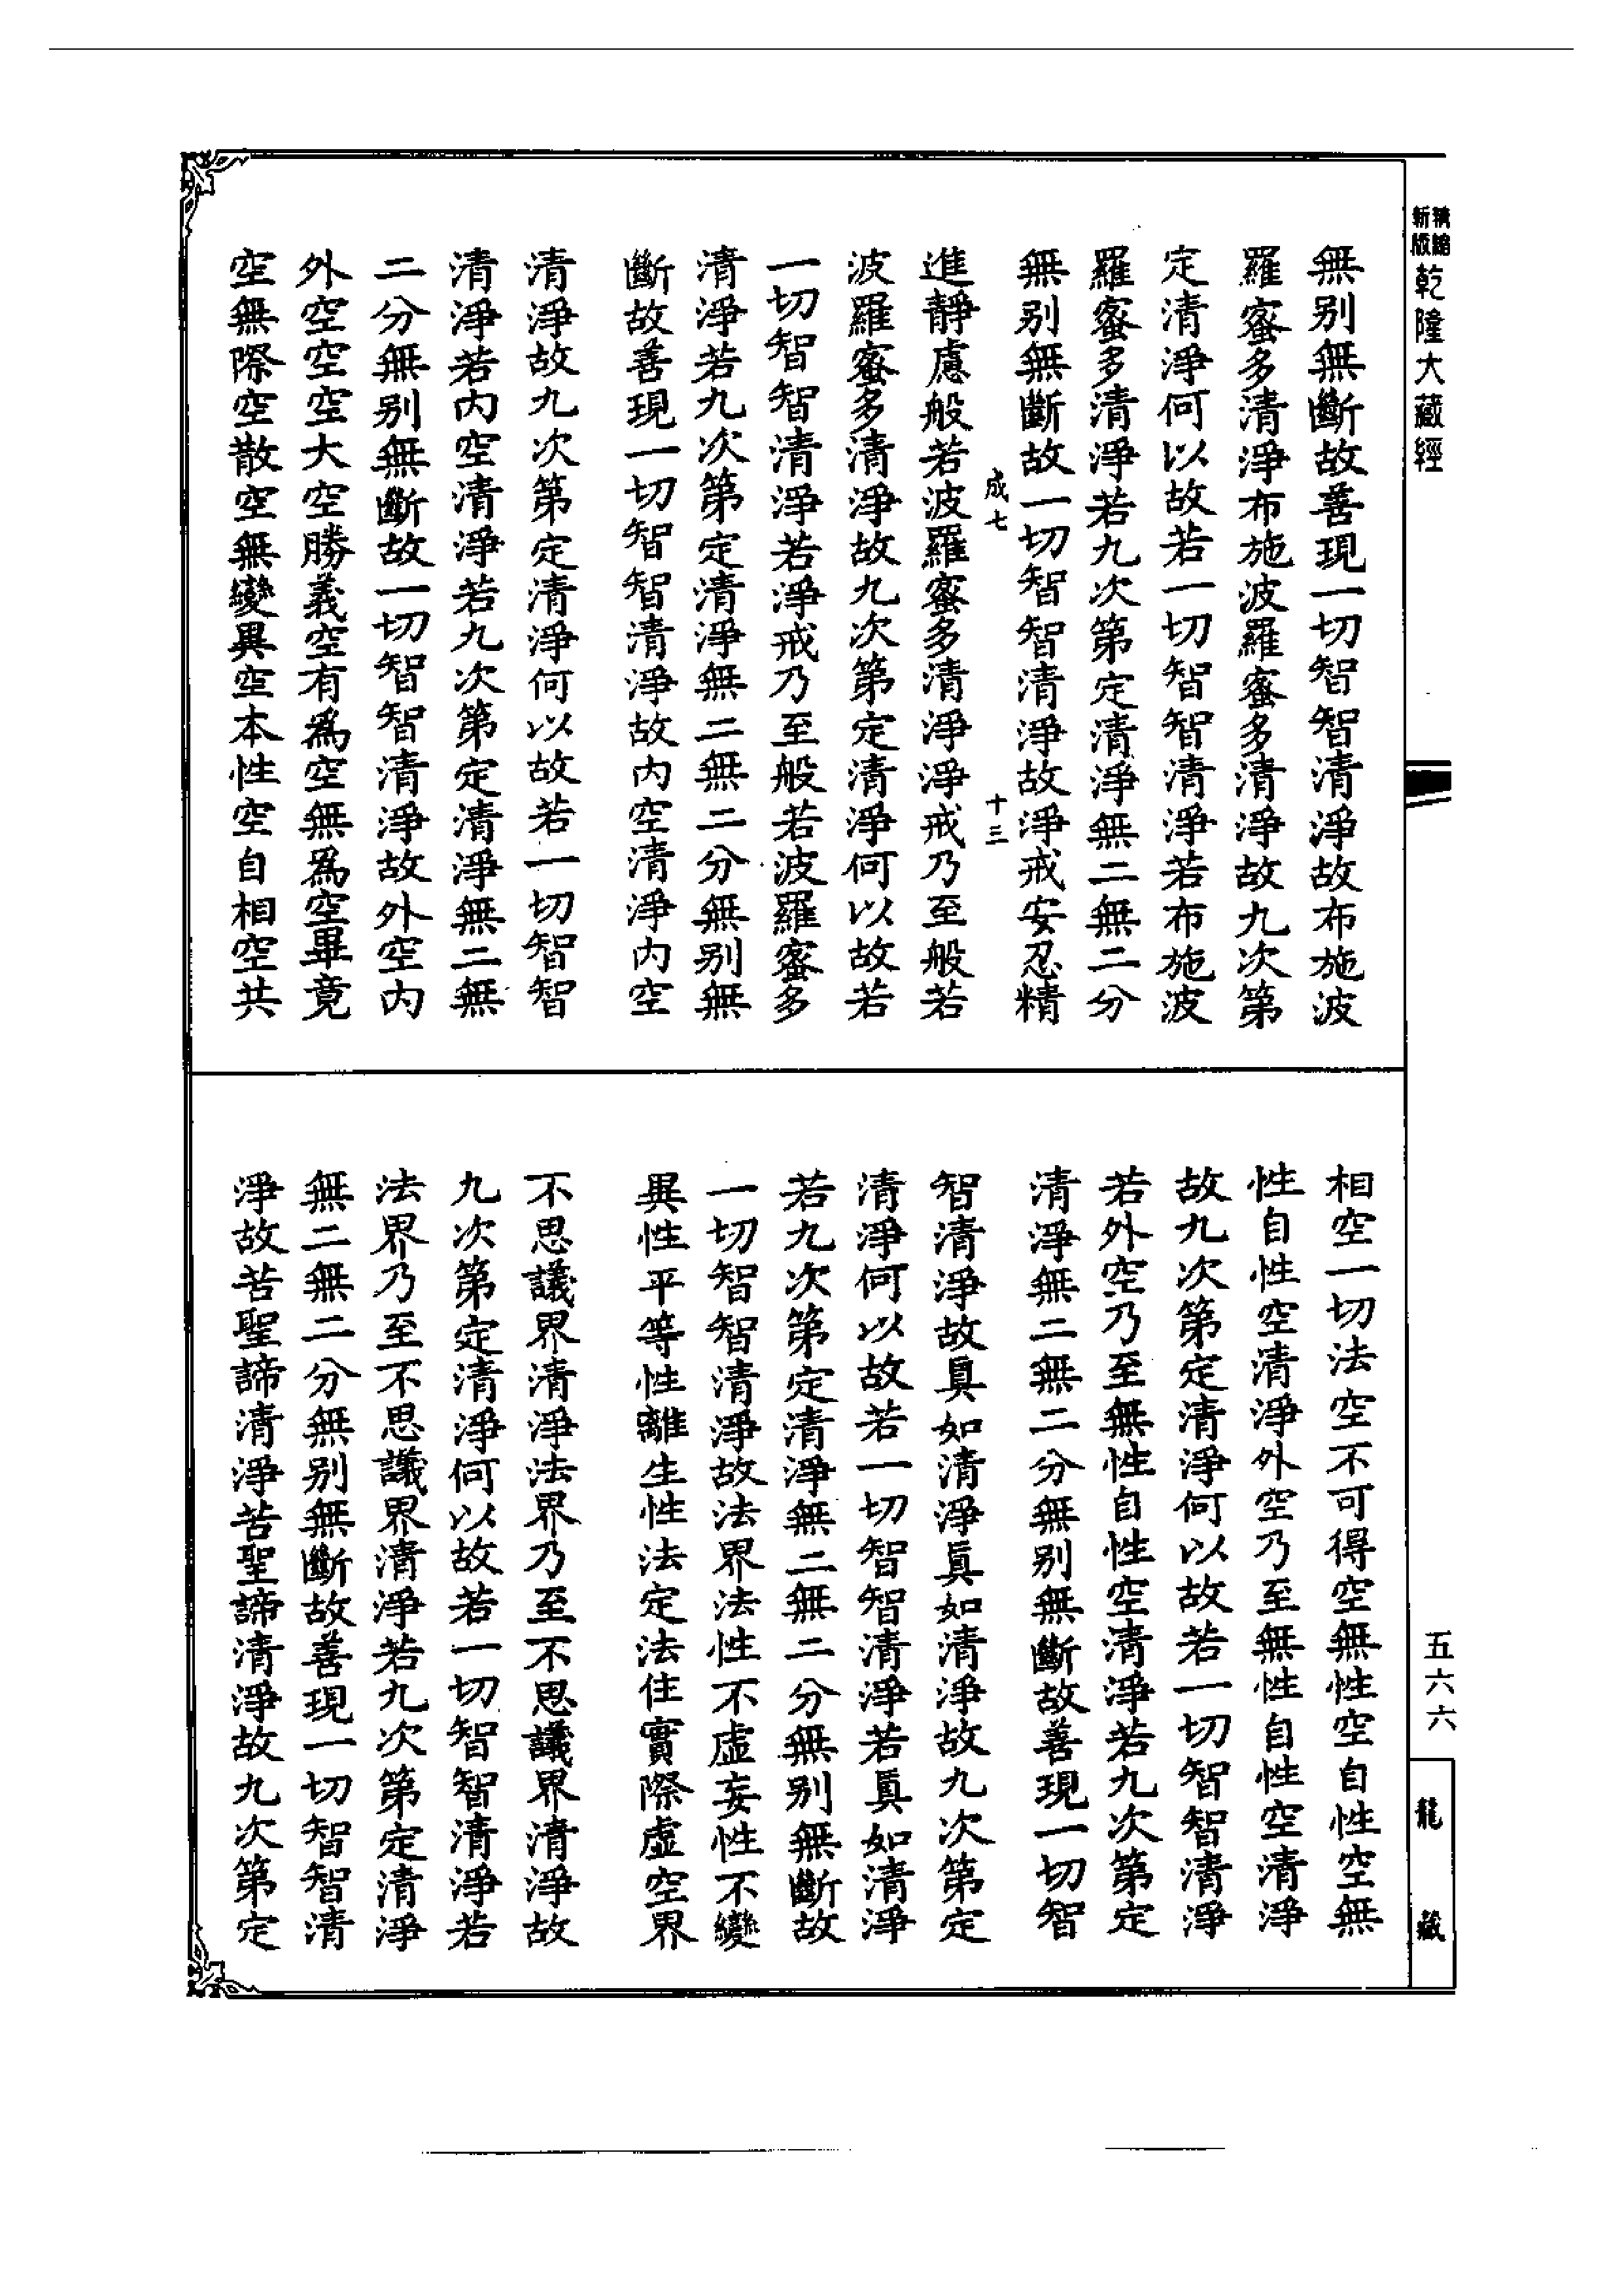 新版 精縮 乾隆大藏經
無别無斷故善現一切智智清淨故布施波
羅蜜多清淨布施波羅蜜多清淨故九次第
定清淨何以故若一切智智清淨若布施波
羅蜜多清淨若九次第定清淨無二無二分
無别無斷故一切智智清淨故淨戒安忍精
成七 十三
進靜慮般若波羅蜜多清淨淨戒乃至般若
波羅蜜多清淨故九次第定清淨何以故若
一切智智清淨若淨戒乃至般若波羅蜜多
清淨若九次第定清淨無二無二分無别無
斷故善現一切智智清淨故内空清淨内空
清淨故九次第定清淨何以故若一切智智
清淨若内空清淨若九次第定清淨無二無
二分無别無斷故一切智智清淨故外空内
外空空空大空勝義空有爲空無爲空畢竟
空無際空散空無變異空本性空自相空共
相空一切法空不可得空無性空自性空無
性自性空清淨外空乃至無性自性空清淨
故九次第定清淨何以故若一切智智清淨
若外空乃至無性自性空清淨若九次第定
清淨無二無二分無别無斷故善現一切智
智清淨故眞如清淨眞如清淨故九次第定
清淨何以故若一切智智清淨若眞如清淨
若九次第定清淨無二無二分無别無斷故
一切智智清淨故法界法性不虛妄性不變
異性平等性離生性法定法住實際虛空界
不思議界清淨法界乃至不思議界清淨故
九次第定清淨何以故若一切智智清淨若
法界乃至不思議界清淨若九次第定清淨
無二無二分無别無斷故善現一切智智清
淨故苦聖諦清淨苦聖諦清淨故九次第定
五六六
龍藏